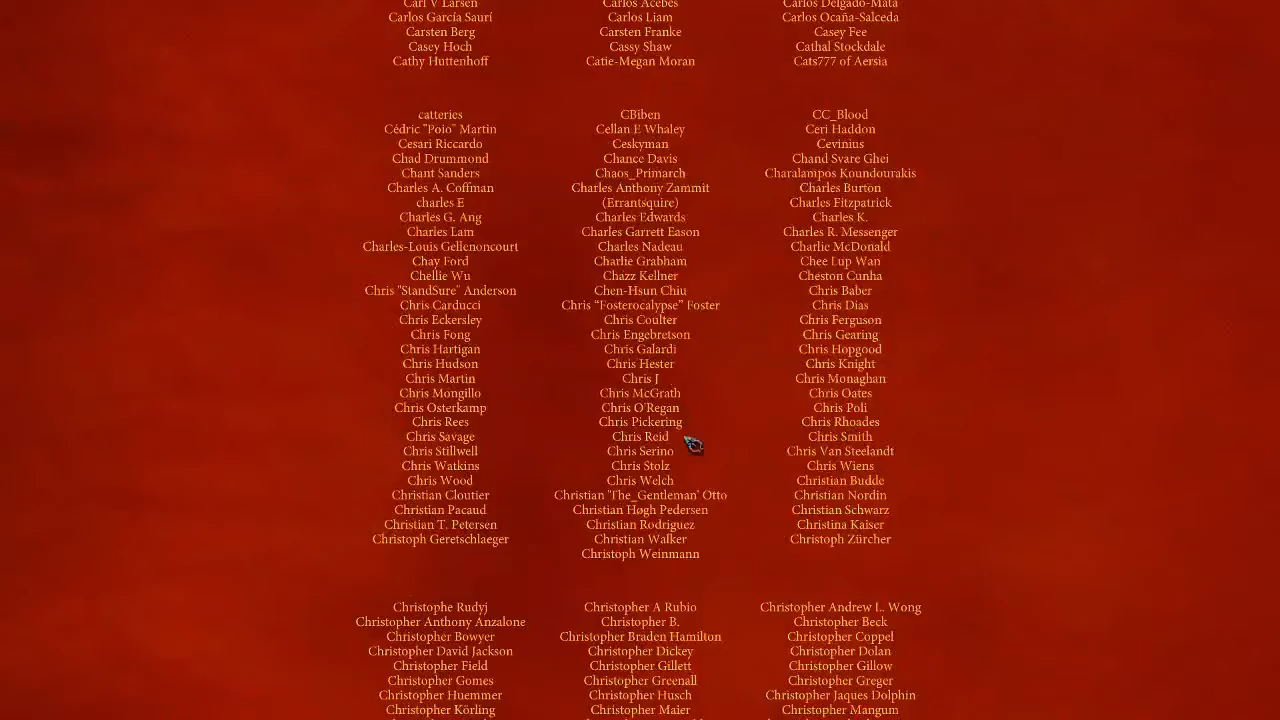 Carl V Larsen
Carlos Acebes
Carlos Delgado-Mata
Carlos García Saurí
Carlos Liam
Carlos Ocaña-Salceda
Carsten Berg
Carsten Franke
Casey Fee
Casey Hoch
Cassy Shaw
Cathal Stockdale
Cathy Huttenhoff
Catie-Megan Moran
Cats777 of Aersia
catteries
CBiben
CC_Blood
Cédric "Poio" Martin
Cellan E Whaley
Ceri Haddon
Cesari Riccardo
Ceskyman
Cevinius
Chad Drummond
Chance Davis
Chand Svare Ghei
Chant Sanders
Chaos_Primarch
Charalampos Koundourakis
Charles A. Coffman
Charles Anthony Zammit
Charles Burton
charles E
(Errantsquire)
Charles Fitzpatrick
Charles G. Ang
Charles Edwards
Charles K.
Charles Lam
Charles Garrett Eason
Charles R. Messenger
Charles-Louis Gellenoncourt
Charles Nadeau
Charlie McDonald
Chay Ford
Charlie Grabham
Chee Lup Wan
Chellie Wu
Chazz Kellner
Cheston Cunha
Chris "StandSure" Anderson
Chen-Hsun Chiu
Chris Baber
Chris Carducci
Chris “Fosterocalypse” Foster
Chris Dias
Chris Eckersley
Chris Coulter
Chris Ferguson
Chris Fong
Chris Engebretson
Chris Gearing
Chris Hartigan
Chris Galardi
Chris Hopgood
Chris Hudson
Chris Hester
Chris Knight
Chris Martin
Chris J
Chris Monaghan
Chris Mongillo
Chris McGrath
Chris Oates
Chris Osterkamp
Chris O'Regan
Chris Poli
Chris Rees
Chris Pickering
Chris Rhoades
Chris Savage
Chris Reid
Chris Smith
Chris Stillwell
Chris Serino
Chris Van Steelandt
Chris Watkins
Chris Stolz
Chris Wiens
Chris Wood
Chris Welch
Christian Budde
Christian Cloutier
Christian 'The_Gentleman' Otto
Christian Nordin
Christian Pacaud
Christian Høgh Pedersen
Christian Schwarz
Christian T. Petersen
Christian Rodriguez
Christina Kaiser
Christoph Geretschlaeger
Christian Walker
Christoph Zürcher
Christoph Weinmann
Christophe Rudyj
Christopher A Rubio
Christopher Andrew L. Wong
Christopher Anthony Anzalone
Christopher B.
Christopher Beck
Christopher Bowyer
Christopher Braden Hamilton
Christopher Coppel
Christopher David Jackson
Christopher Dickey
Christopher Dolan
Christopher Field
Christopher Gillett
Christopher Gillow
Christopher Gomes
Christopher Greenall
Christopher Greger
Christopher Huemmer
Christopher Husch
Christopher Jaques Dolphin
Christopher Körling
Christopher Maier
Christopher Mangum